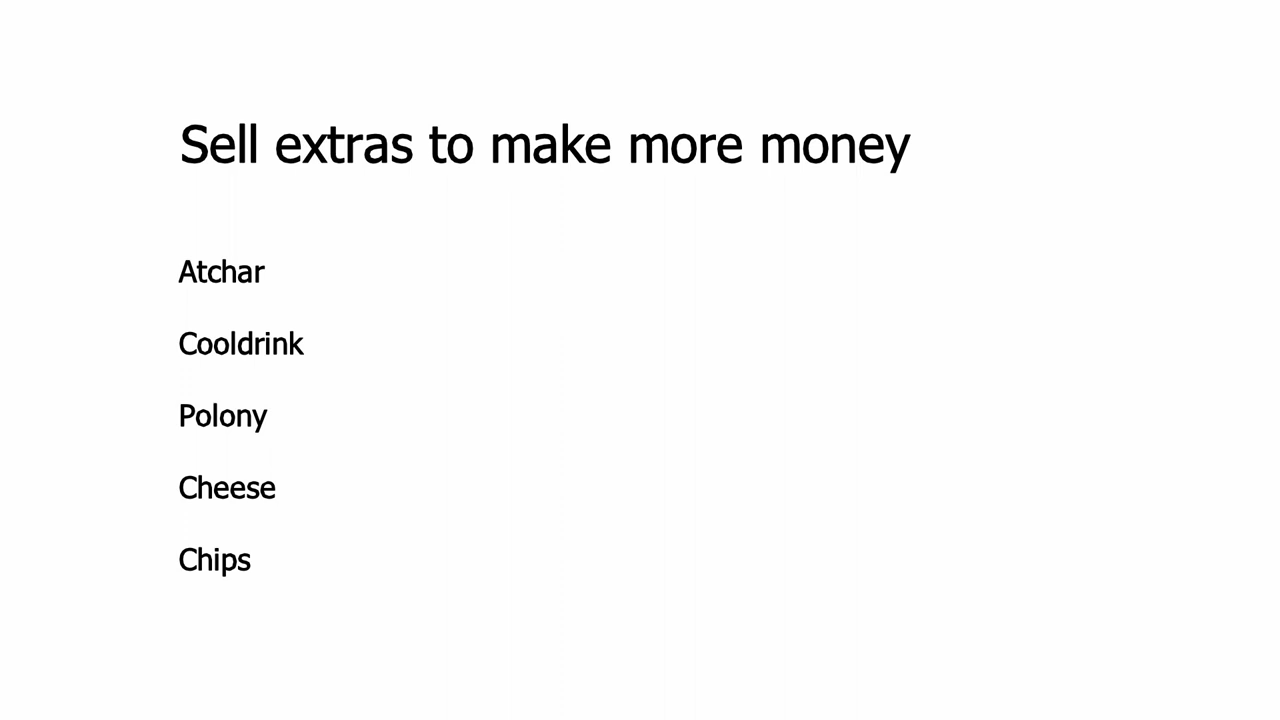 Sell extras to make more money
Atchar
Cooldrink
Polony
Cheese
Chips